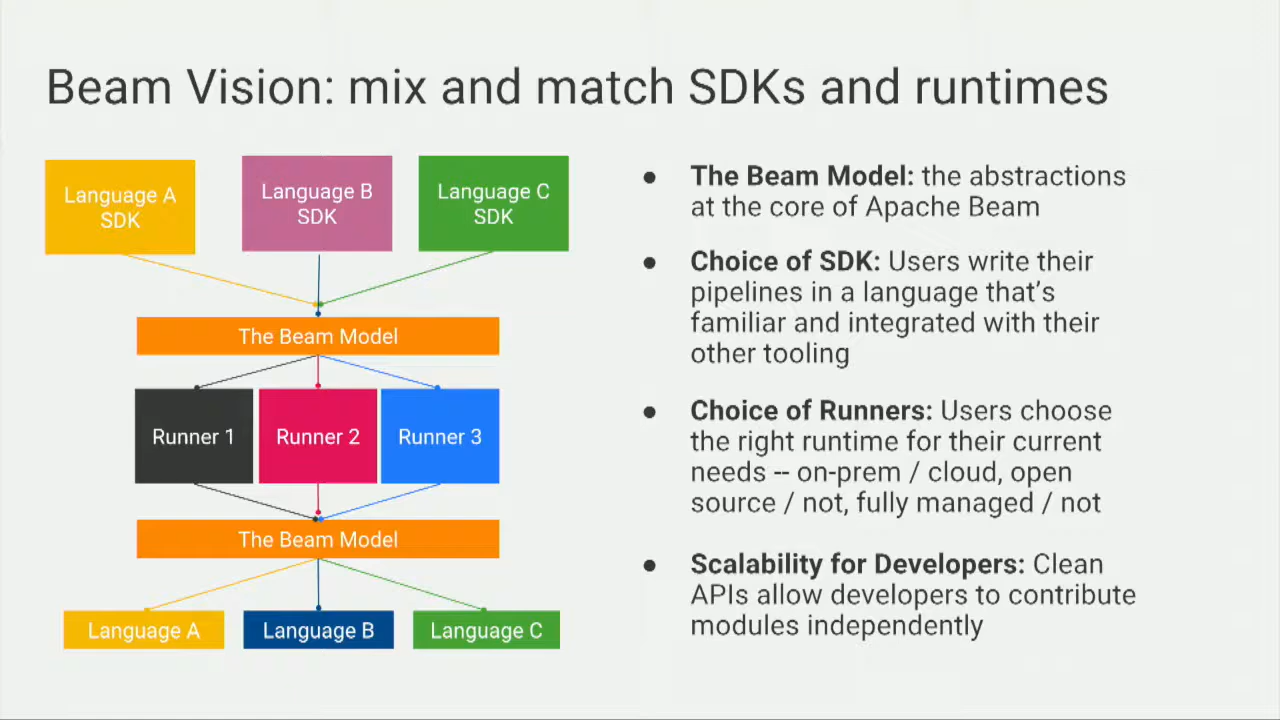 Beam Vision: mix and match SDKs and runtimes
Language A
SDK
Language B
SDK
Language C
SDK
The Beam Model
Runner 1
Runner 2
Runner 3
The Beam Model
Language A
Language B
Language C
● The Beam Model: the abstractions
at the core of Apache Beam
● Choice of SDK: Users write their
pipelines in a language that’s
familiar and integrated with their
other tooling
● Choice of Runners: Users choose
the right runtime for their current
needs -- on-prem / cloud, open
source / not, fully managed / not
● Scalability for Developers: Clean
APIs allow developers to contribute
modules independently